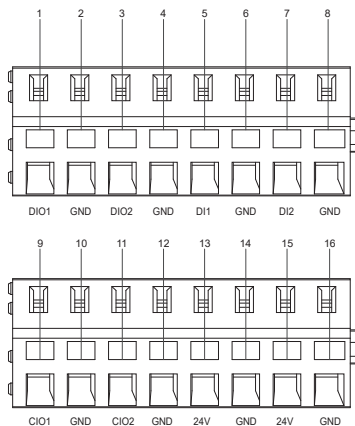 1 2 3 4 5 6 7 8
DIO1 GND DIO2 GND DI1 GND DI2 GND
9 10 11 12 13 14 15 16
CIO1 GND CIO2 GND 24V GND 24V GND